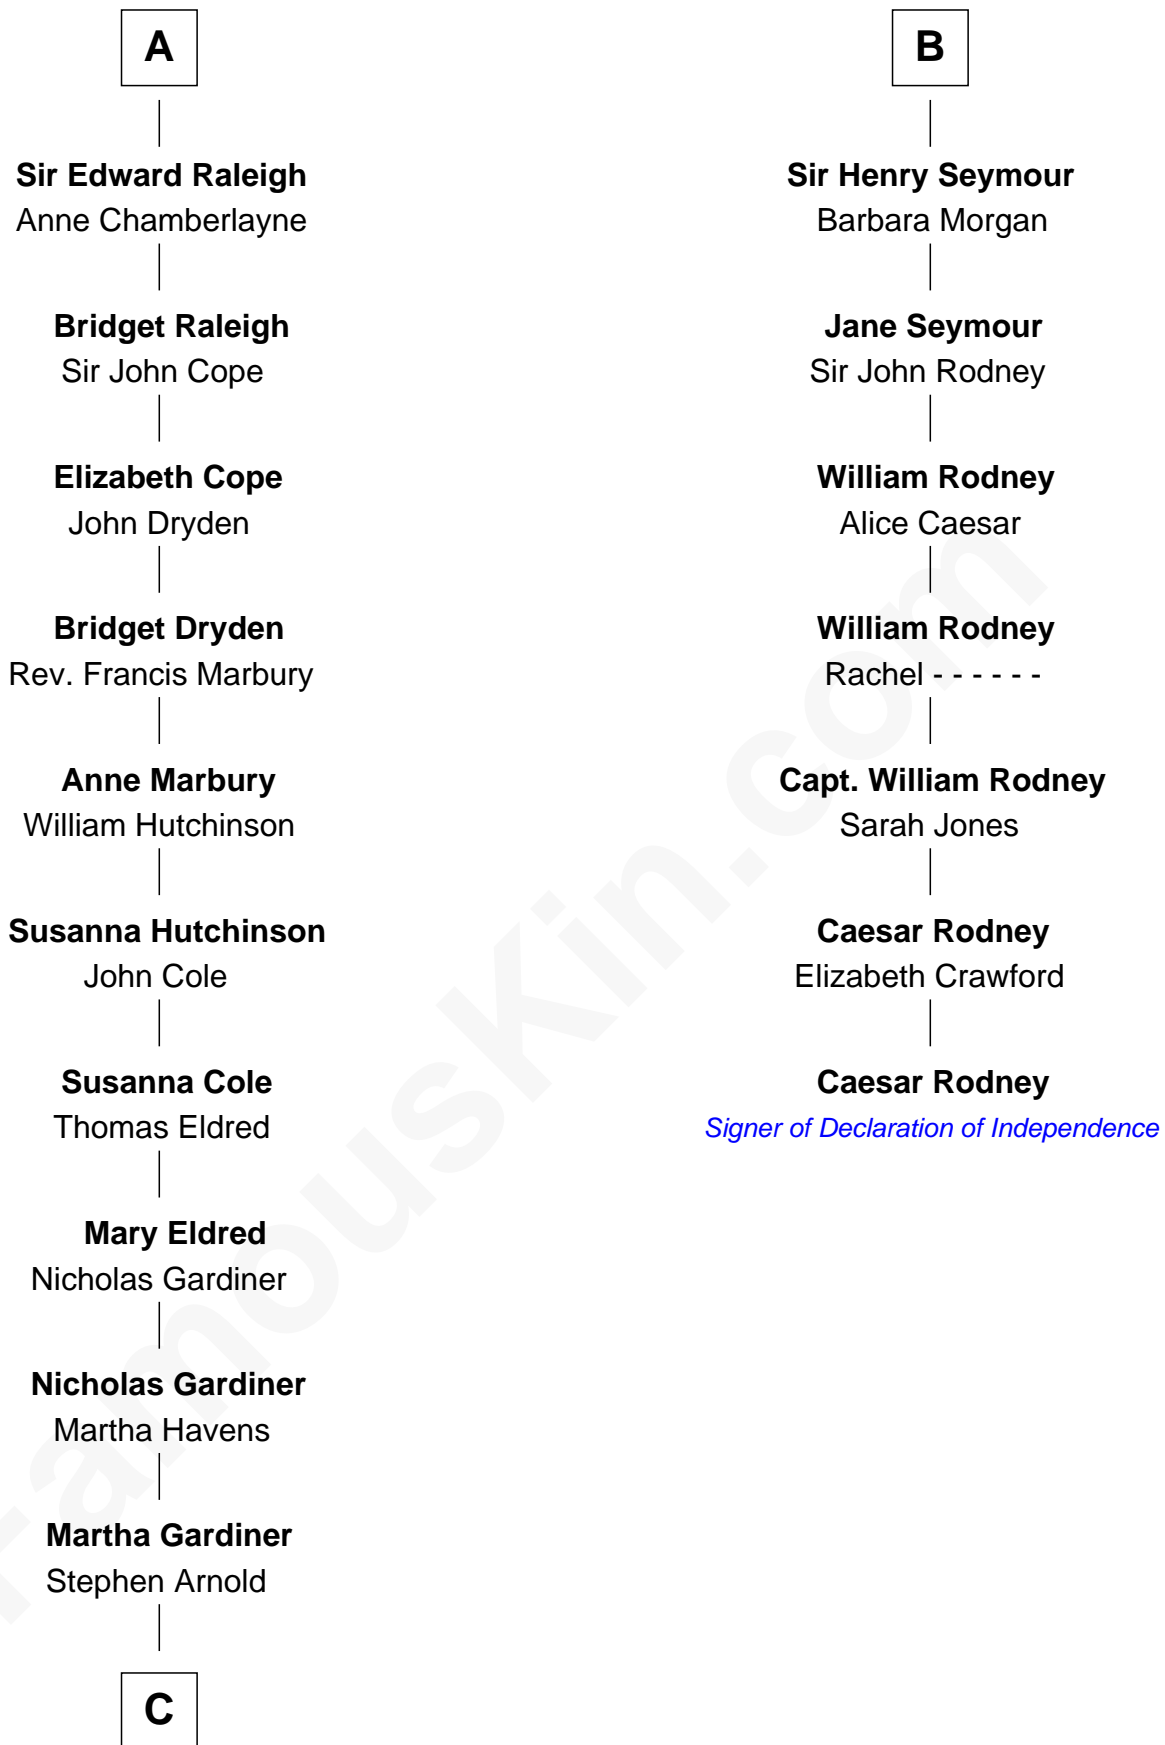 A
Sir Edward Raleigh
Anne Chamberlayne
Bridget Raleigh
Sir John Cope
Elizabeth Cope
John Dryden
Bridget Dryden
Rev. Francis Marbury
Anne Marbury
William Hutchinson
Susanna Hutchinson
John Cole
Susanna Cole
Thomas Eldred
Mary Eldred
Nicholas Gardiner
Nicholas Gardiner
Martha Havens
Martha Gardiner
Stephen Arnold
C
B
Sir Henry Seymour
Barbara Morgan
Jane Seymour
Sir John Rodney
William Rodney
Alice Caesar
William Rodney
Rachel - - - - - -
Capt. William Rodney
Sarah Jones
Caesar Rodney
Elizabeth Crawford
Caesar Rodney
Signer of Declaration of Independence
FamousKin.com